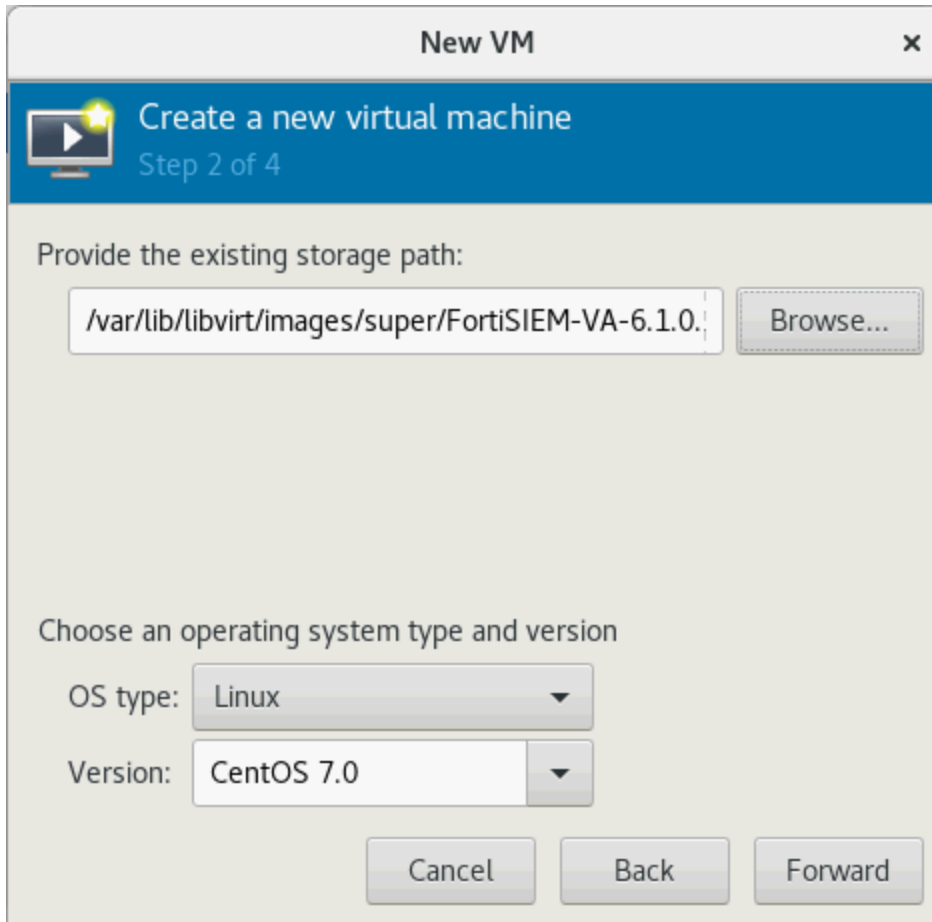 New VM
Create a new virtual machine
Step 2 of 4
Provide the existing storage path:
/var/lib/libvirt/images/super/FortiSIEM-VA-6.1.0. Browse...
Choose an operating system type and version
OS type: Linux
Version: CentOS 7.0
Cancel Back Forward